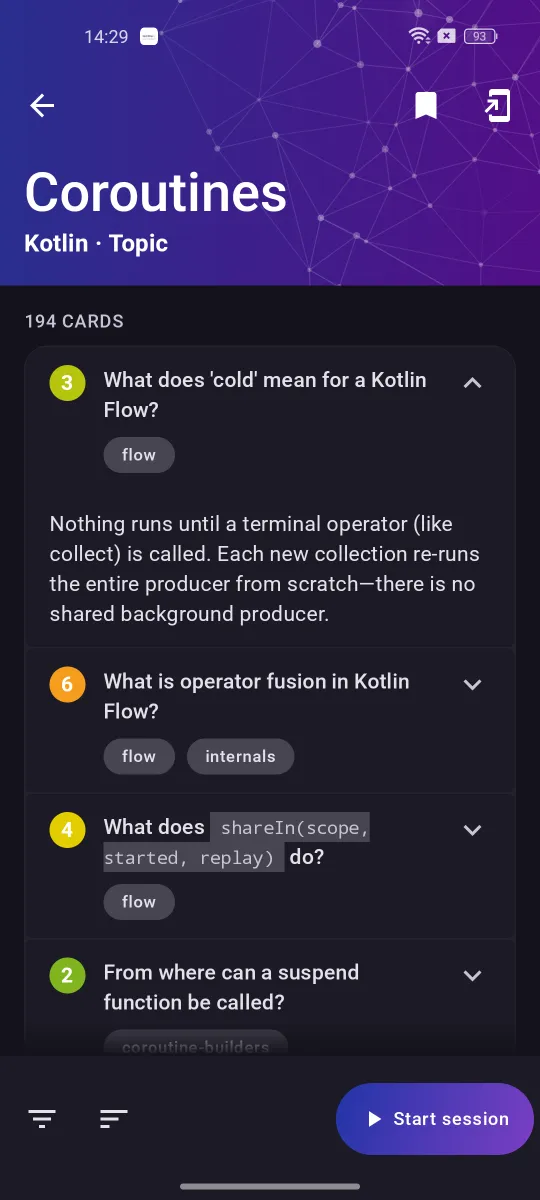 14:29
93
Coroutines
Kotlin · Topic
194 CARDS
3
What does 'cold' mean for a Kotlin
Flow?
flow
Nothing runs until a terminal operator (like
collect) is called. Each new collection re-runs
the entire producer from scratch—there is no
shared background producer.
6
What is operator fusion in Kotlin
Flow?
flow internals
4
What does shareIn(scope,
started, replay) do?
flow
2
From where can a suspend
function be called?
coroutine-builders
Start session